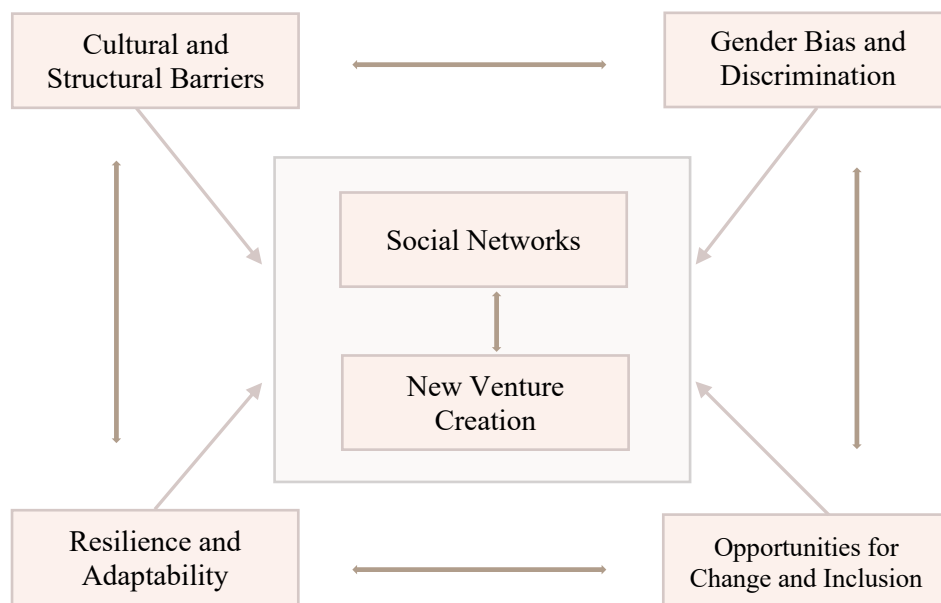 Cultural and
Structural Barriers
Gender Bias and
Discrimination
Social Networks
New Venture
Creation
Resilience and
Adaptability
Opportunities for
Change and Inclusion